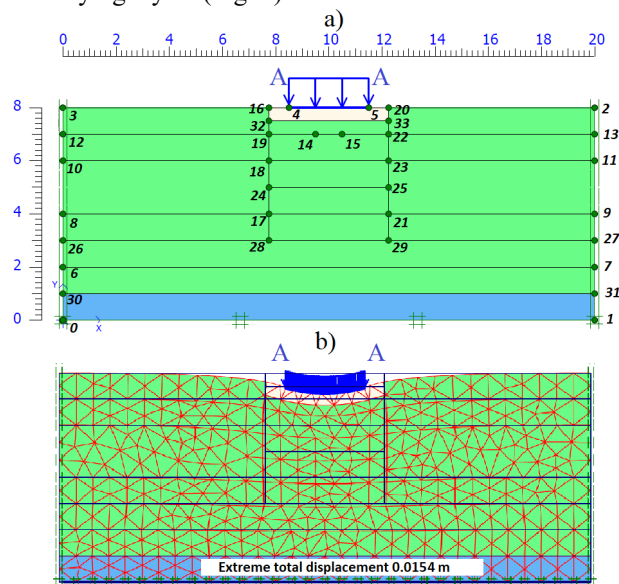 a)
0 2 4 6 8 10 12 14 16 18 20
A A
8 3 16 4 5 20 2
32 33
12 19 14 15 22 13
6 10 18 23 11
24 25
4 8 17 21 9
26 28 29 27
2 6 7
Y
30 31
0 0 X 1
b)
A A
Extreme total displacement 0.0154 m